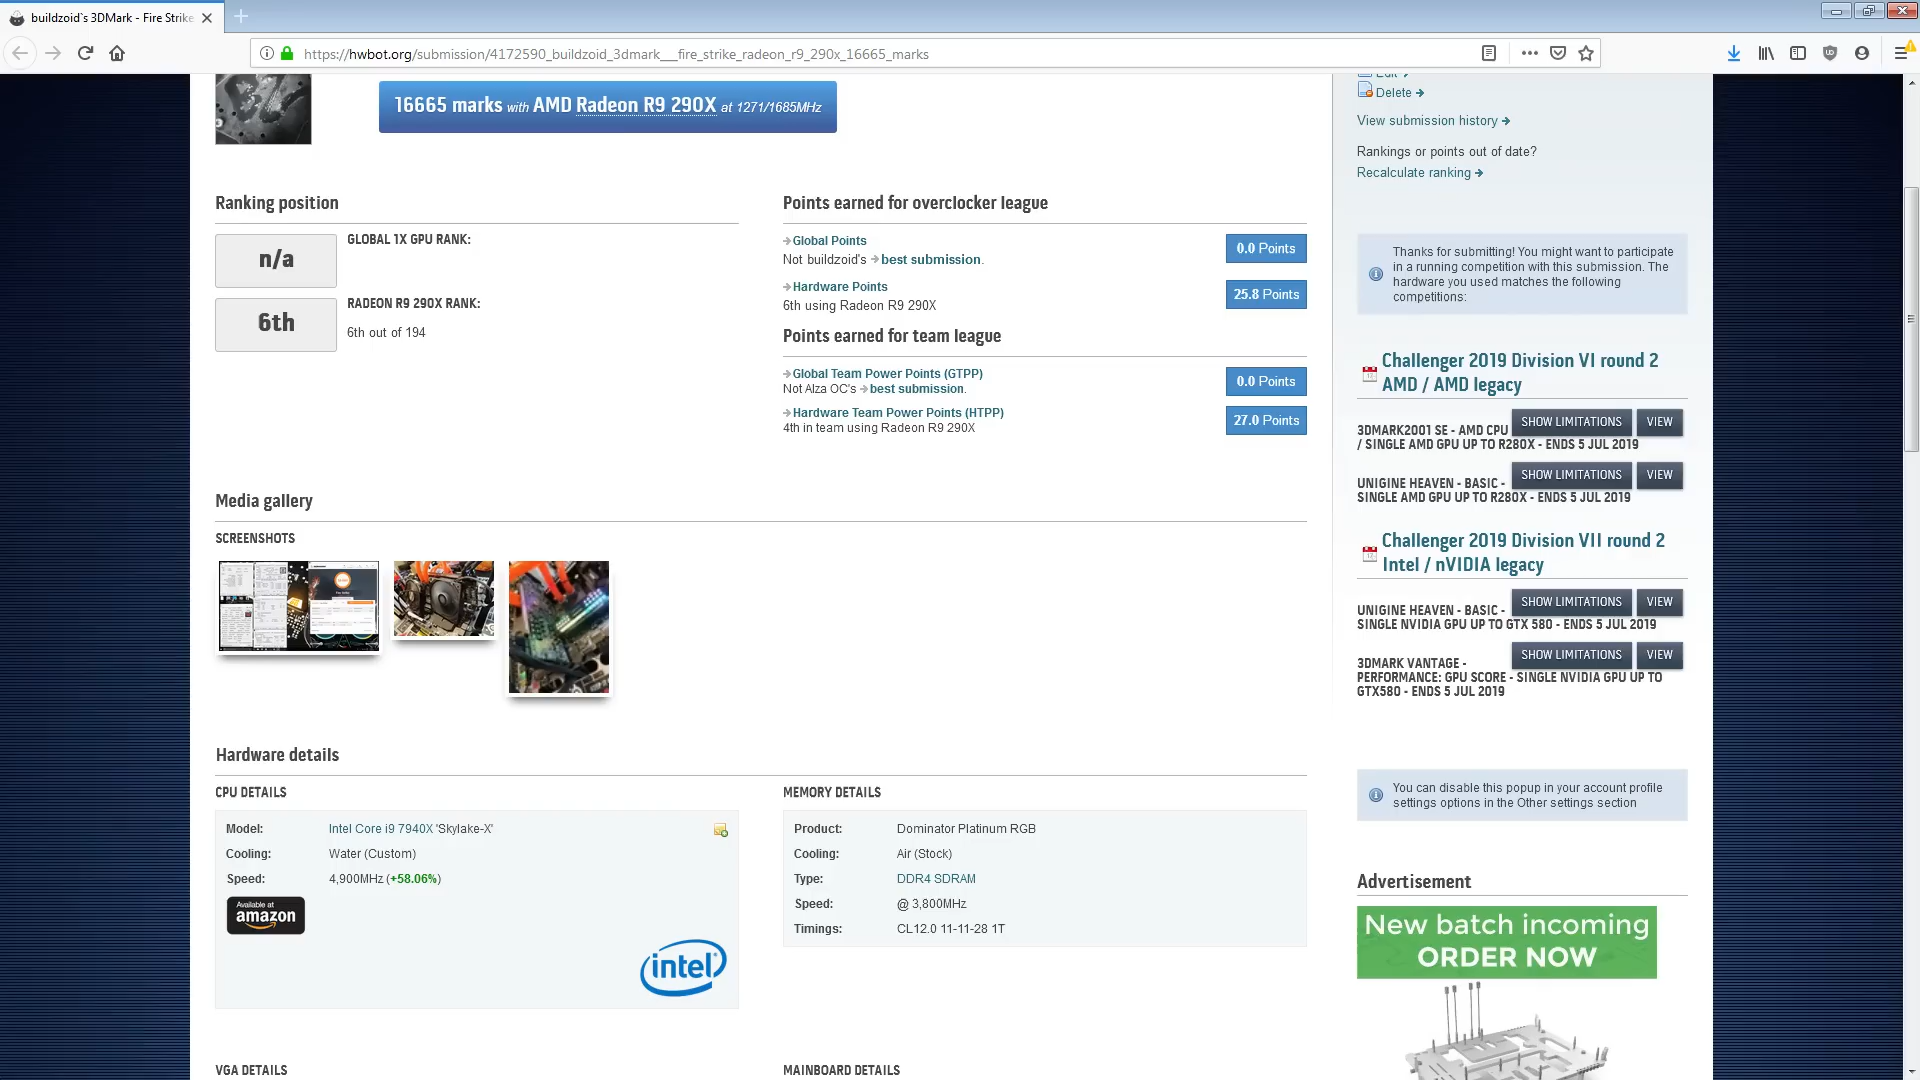 buildzoid`s 3DMark - Fire Strike
https://hwbot.org/submission/4172590_buildzoid_3dmark___fire_strike_radeon_r9_290x_16665_marks
16665 marks with AMD Radeon R9 290X at 1271/1685MHz
Edit
Delete
View submission history
Rankings or points out of date?
Recalculate ranking
Ranking position
n/a
GLOBAL 1X GPU RANK:
6th
RADEON R9 290X RANK:
6th out of 194
Points earned for overclocker league
Global Points
Not buildzoid's best submission.
0.0 Points
Hardware Points
6th using Radeon R9 290X
25.8 Points
Points earned for team league
Global Team Power Points (GTPP)
Not Alza OC's best submission.
0.0 Points
Hardware Team Power Points (HTPP)
4th in team using Radeon R9 290X
27.0 Points
Thanks for submitting! You might want to participate
in a running competition with this submission. The
hardware you used matches the following
competitions:
Challenger 2019 Division VI round 2
AMD / AMD legacy
3DMARK2001 SE - AMD CPU
/ SINGLE AMD GPU UP TO R280X - ENDS 5 JUL 2019
SHOW LIMITATIONS VIEW
UNIGINE HEAVEN - BASIC -
SINGLE AMD GPU UP TO R280X - ENDS 5 JUL 2019
SHOW LIMITATIONS VIEW
Challenger 2019 Division VII round 2
Intel / nVIDIA legacy
UNIGINE HEAVEN - BASIC -
SINGLE NVIDIA GPU UP TO GTX 580 - ENDS 5 JUL 2019
SHOW LIMITATIONS VIEW
3DMARK VANTAGE -
PERFORMANCE: GPU SCORE - SINGLE NVIDIA GPU UP TO
GTX580 - ENDS 5 JUL 2019
SHOW LIMITATIONS VIEW
Media gallery
SCREENSHOTS
Hardware details
CPU DETAILS
Model: Intel Core i9 7940X 'Skylake-X'
Cooling: Water (Custom)
Speed: 4,900MHz (+58.06%)
Available at
amazon
intel
MEMORY DETAILS
Product: Dominator Platinum RGB
Cooling: Air (Stock)
Type: DDR4 SDRAM
Speed: @ 3,800MHz
Timings: CL12.0 11-11-28 1T
You can disable this popup in your account profile
settings options in the Other settings section
Advertisement
New batch incoming
ORDER NOW
VGA DETAILS
MAINBOARD DETAILS